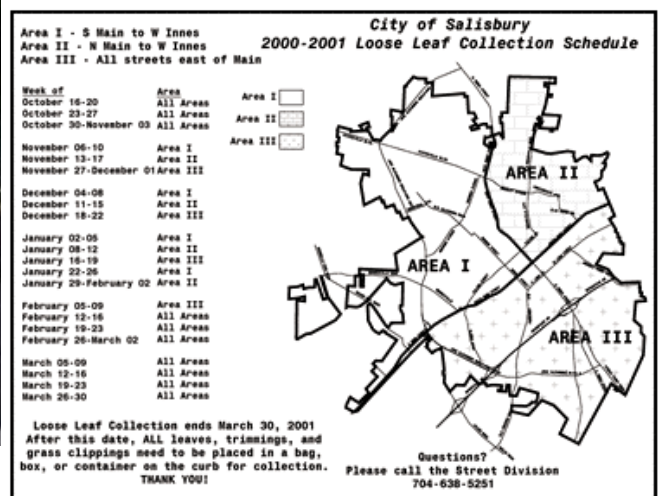 City of Salisbury
2000-2001 Loose Leaf Collection Schedule
Area I - S Main to W Innes
Area II - N Main to W Innes
Area III - All streets east of Main
Week of Area
October 16-20 All Areas
October 23-27 All Areas
October 30-November 03 All Areas
November 06-10 Area I
November 13-17 Area II
November 27-December 01 Area III
December 04-08 Area I
December 11-15 Area II
December 18-22 Area III
January 02-05 Area I
January 08-12 Area II
January 16-19 Area III
January 22-26 Area I
January 29-February 02 Area II
February 05-09 Area III
February 12-16 All Areas
February 19-23 All Areas
February 26-March 02 All Areas
March 05-09 All Areas
March 12-16 All Areas
March 19-23 All Areas
March 26-30 All Areas
Area I
Area II
Area III
AREA II
AREA I
AREA III
Loose Leaf Collection ends March 30, 2001
After this date, ALL leaves, trimmings, and
grass clippings need to be placed in a bag,
box, or container on the curb for collection.
THANK YOU!
Questions?
Please call the Street Division
704-638-5251